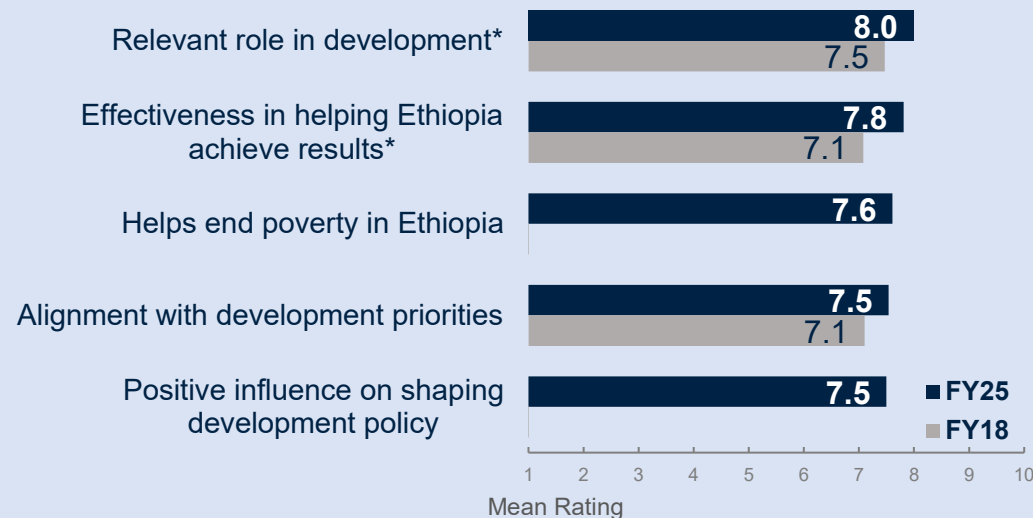 Relevant role in development*
8.0
7.5
Effectiveness in helping Ethiopia
achieve results*
7.8
7.1
Helps end poverty in Ethiopia
7.6
Alignment with development priorities
7.5
7.1
Positive influence on shaping
development policy
7.5
FY25
FY18
1 2 3 4 5 6 7 8 9 10
Mean Rating